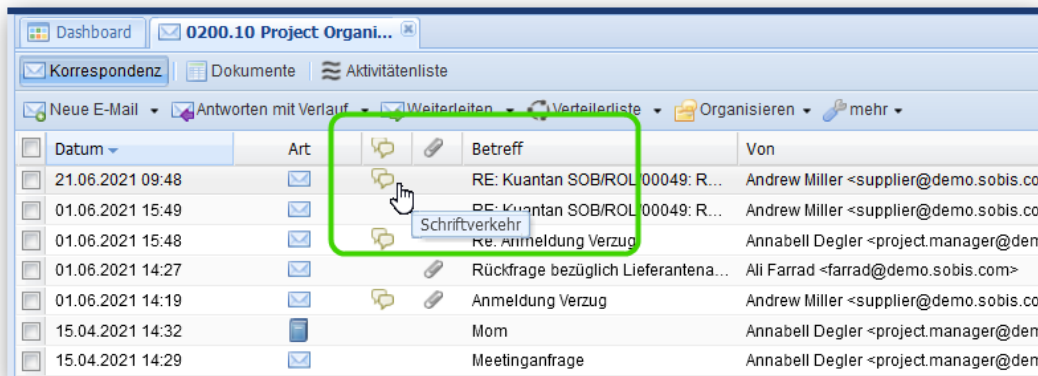 Dashboard 0200.10 Project Organi...
Korrespondenz Dokumente Aktivitätenliste
Neue E-Mail Antworten mit Verlauf Weiterleiten Verteilerliste Organisieren mehr
Datum Art Betreff Von
21.06.2021 09:48 RE: Kuantan SOB/ROL/00049: R... Andrew Miller <supplier@demo.sobis.co
01.06.2021 15:49 RE: Kuantan SOB/ROL/00049: R... Andrew Miller <supplier@demo.sobis.co
Schriftverkehr
01.06.2021 15:48 Re: Anmeldung Verzug Annabell Degler <project.manager@dem
01.06.2021 14:27 Rückfrage bezüglich Lieferantena... Ali Farrad <farrad@demo.sobis.com>
01.06.2021 14:19 Anmeldung Verzug Andrew Miller <supplier@demo.sobis.co
15.04.2021 14:32 Mom Annabell Degler <project.manager@dem
15.04.2021 14:29 Meetinganfrage Annabell Degler <project.manager@dem